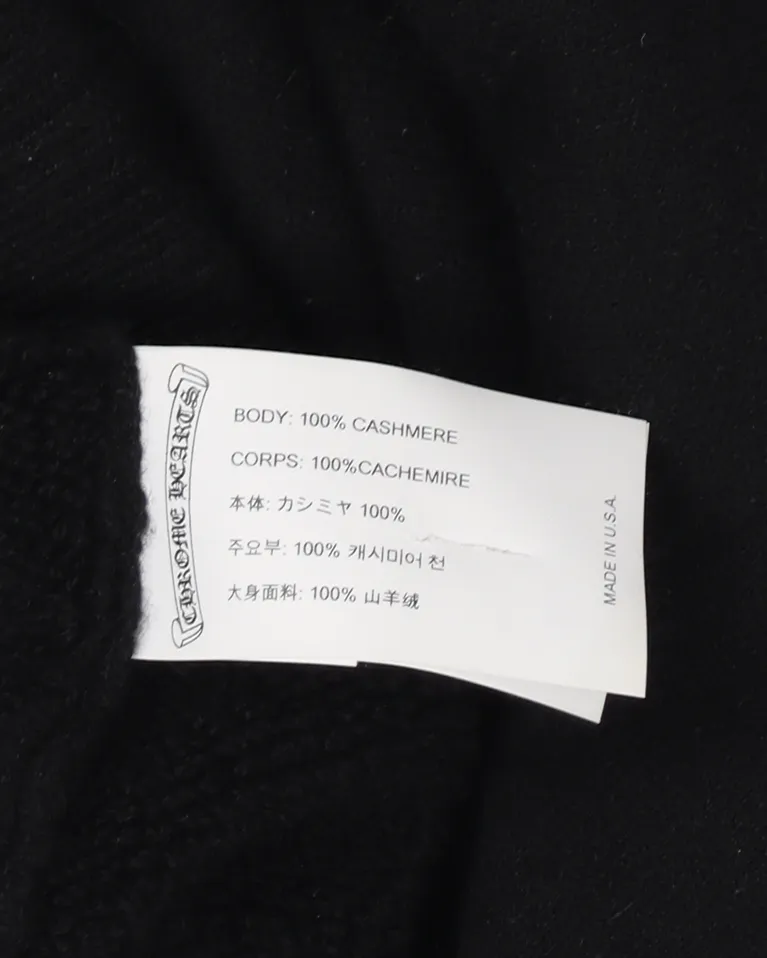 CHROME HEARTS
BODY: 100% CASHMERE
CORPS: 100%CACHEMIRE
本体: カシミヤ 100%
주요부: 100% 캐시미어 천
大身面料: 100% 山羊绒
MADE IN U.S.A.